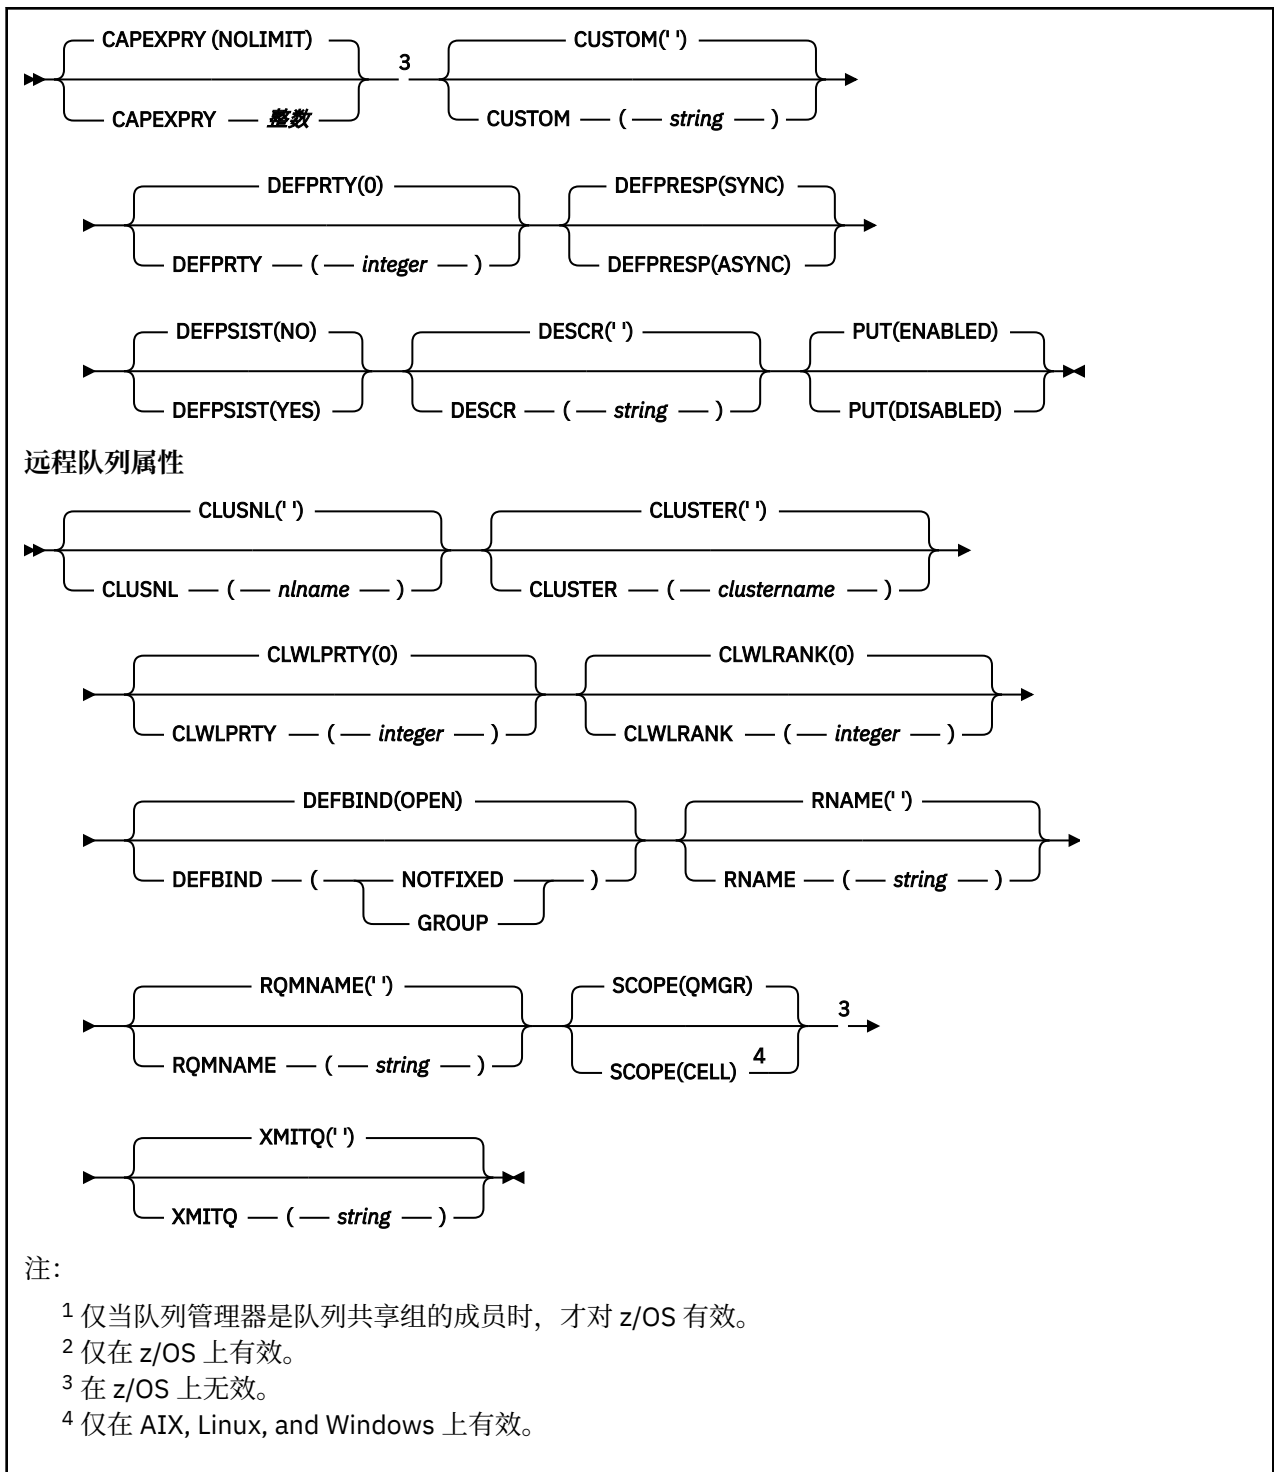 CAPEXPRY (NOLIMIT) CUSTOM(' ')
3
CAPEXPRY 整数 CUSTOM ( string )
DEFPRTY(0) DEFPRESP(SYNC)
DEFPRTY ( integer ) DEFPRESP(ASYNC)
DEFPSIST(NO) DESCR(' ') PUT(ENABLED)
DEFPSIST(YES) DESCR ( string ) PUT(DISABLED)
远程队列属性
CLUSNL(' ') CLUSTER(' ')
CLUSNL ( nlname ) CLUSTER ( clustername )
CLWLPRTY(0) CLWLRANK(0)
CLWLPRTY ( integer ) CLWLRANK ( integer )
DEFBIND(OPEN) RNAME(' ')
DEFBIND ( NOTFIXED ) RNAME ( string )
GROUP
RQMNAME(' ') SCOPE(QMGR)
3
RQMNAME ( string ) SCOPE(CELL) 4
XMITQ(' ')
XMITQ ( string )
注：
1 仅当队列管理器是队列共享组的成员时，才对 z/OS 有效。
2 仅在 z/OS 上有效。
3 在 z/OS 上无效。
4 仅在 AIX, Linux, and Windows 上有效。